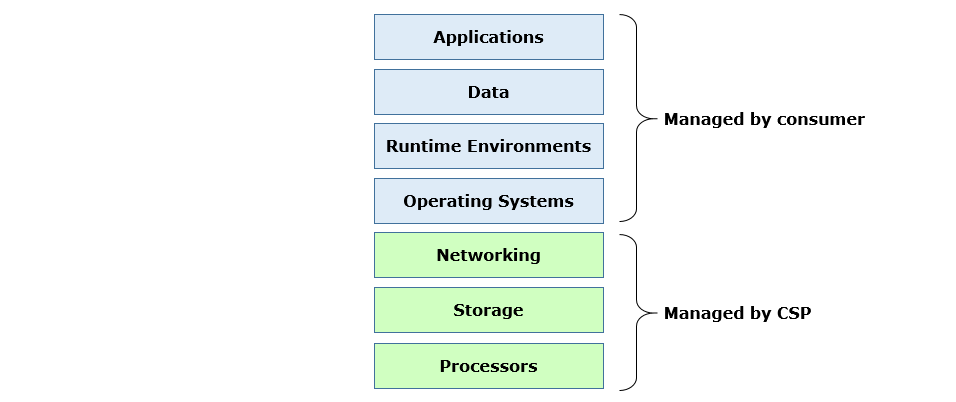 Applications
Data
Runtime Environments
Operating Systems
Managed by consumer
Networking
Storage
Processors
Managed by CSP